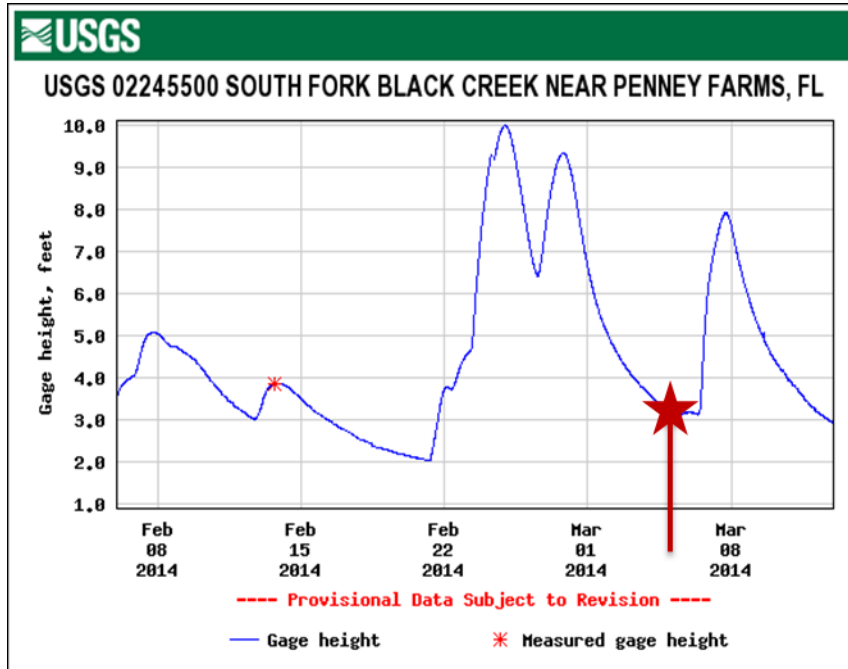 USGS
USGS 02245500 SOUTH FORK BLACK CREEK NEAR PENNEY FARMS, FL
Gage height, feet
10.0
9.0
8.0
7.0
6.0
5.0
4.0
3.0
2.0
1.0
Feb 08 2014
Feb 15 2014
Feb 22 2014
Mar 01 2014
Mar 08 2014
---- Provisional Data Subject to Revision ----
Gage height
Measured gage height